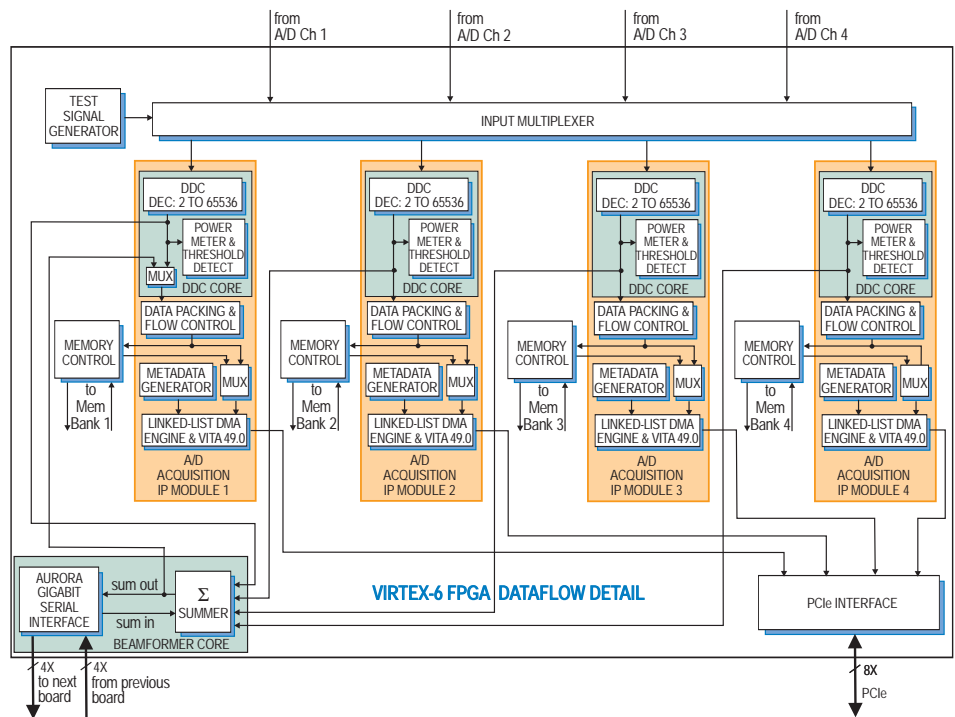 from
A/D Ch 1
from
A/D Ch 2
from
A/D Ch 3
from
A/D Ch 4
TEST
SIGNAL
GENERATOR
INPUT MULTIPLEXER
DDC
DEC: 2 TO 65536
POWER
METER &
THRESHOLD
DETECT
MUX
DDC CORE
DATA PACKING &
FLOW CONTROL
MEMORY
CONTROL
METADATA
GENERATOR
MUX
to
Mem
Bank 1
LINKED-LIST DMA
ENGINE & VITA 49.0
A/D
ACQUISITION
IP MODULE 1
DDC
DEC: 2 TO 65536
POWER
METER &
THRESHOLD
DETECT
DDC CORE
DATA PACKING &
FLOW CONTROL
MEMORY
CONTROL
METADATA
GENERATOR
MUX
to
Mem
Bank 2
LINKED-LIST DMA
ENGINE & VITA 49.0
A/D
ACQUISITION
IP MODULE 2
DDC
DEC: 2 TO 65536
POWER
METER &
THRESHOLD
DETECT
DDC CORE
DATA PACKING &
FLOW CONTROL
MEMORY
CONTROL
METADATA
GENERATOR
MUX
to
Mem
Bank 3
LINKED-LIST DMA
ENGINE & VITA 49.0
A/D
ACQUISITION
IP MODULE 3
DDC
DEC: 2 TO 65536
POWER
METER &
THRESHOLD
DETECT
DDC CORE
DATA PACKING &
FLOW CONTROL
MEMORY
CONTROL
METADATA
GENERATOR
MUX
to
Mem
Bank 4
LINKED-LIST DMA
ENGINE & VITA 49.0
A/D
ACQUISITION
IP MODULE 4
AURORA
GIGABIT
SERIAL
INTERFACE
sum out
sum in
Σ
SUMMER
BEAMFORMER CORE
VIRTEX-6 FPGA DATAFLOW DETAIL
PCIe INTERFACE
4X
to next
board
4X
from previous
board
8X
PCIe